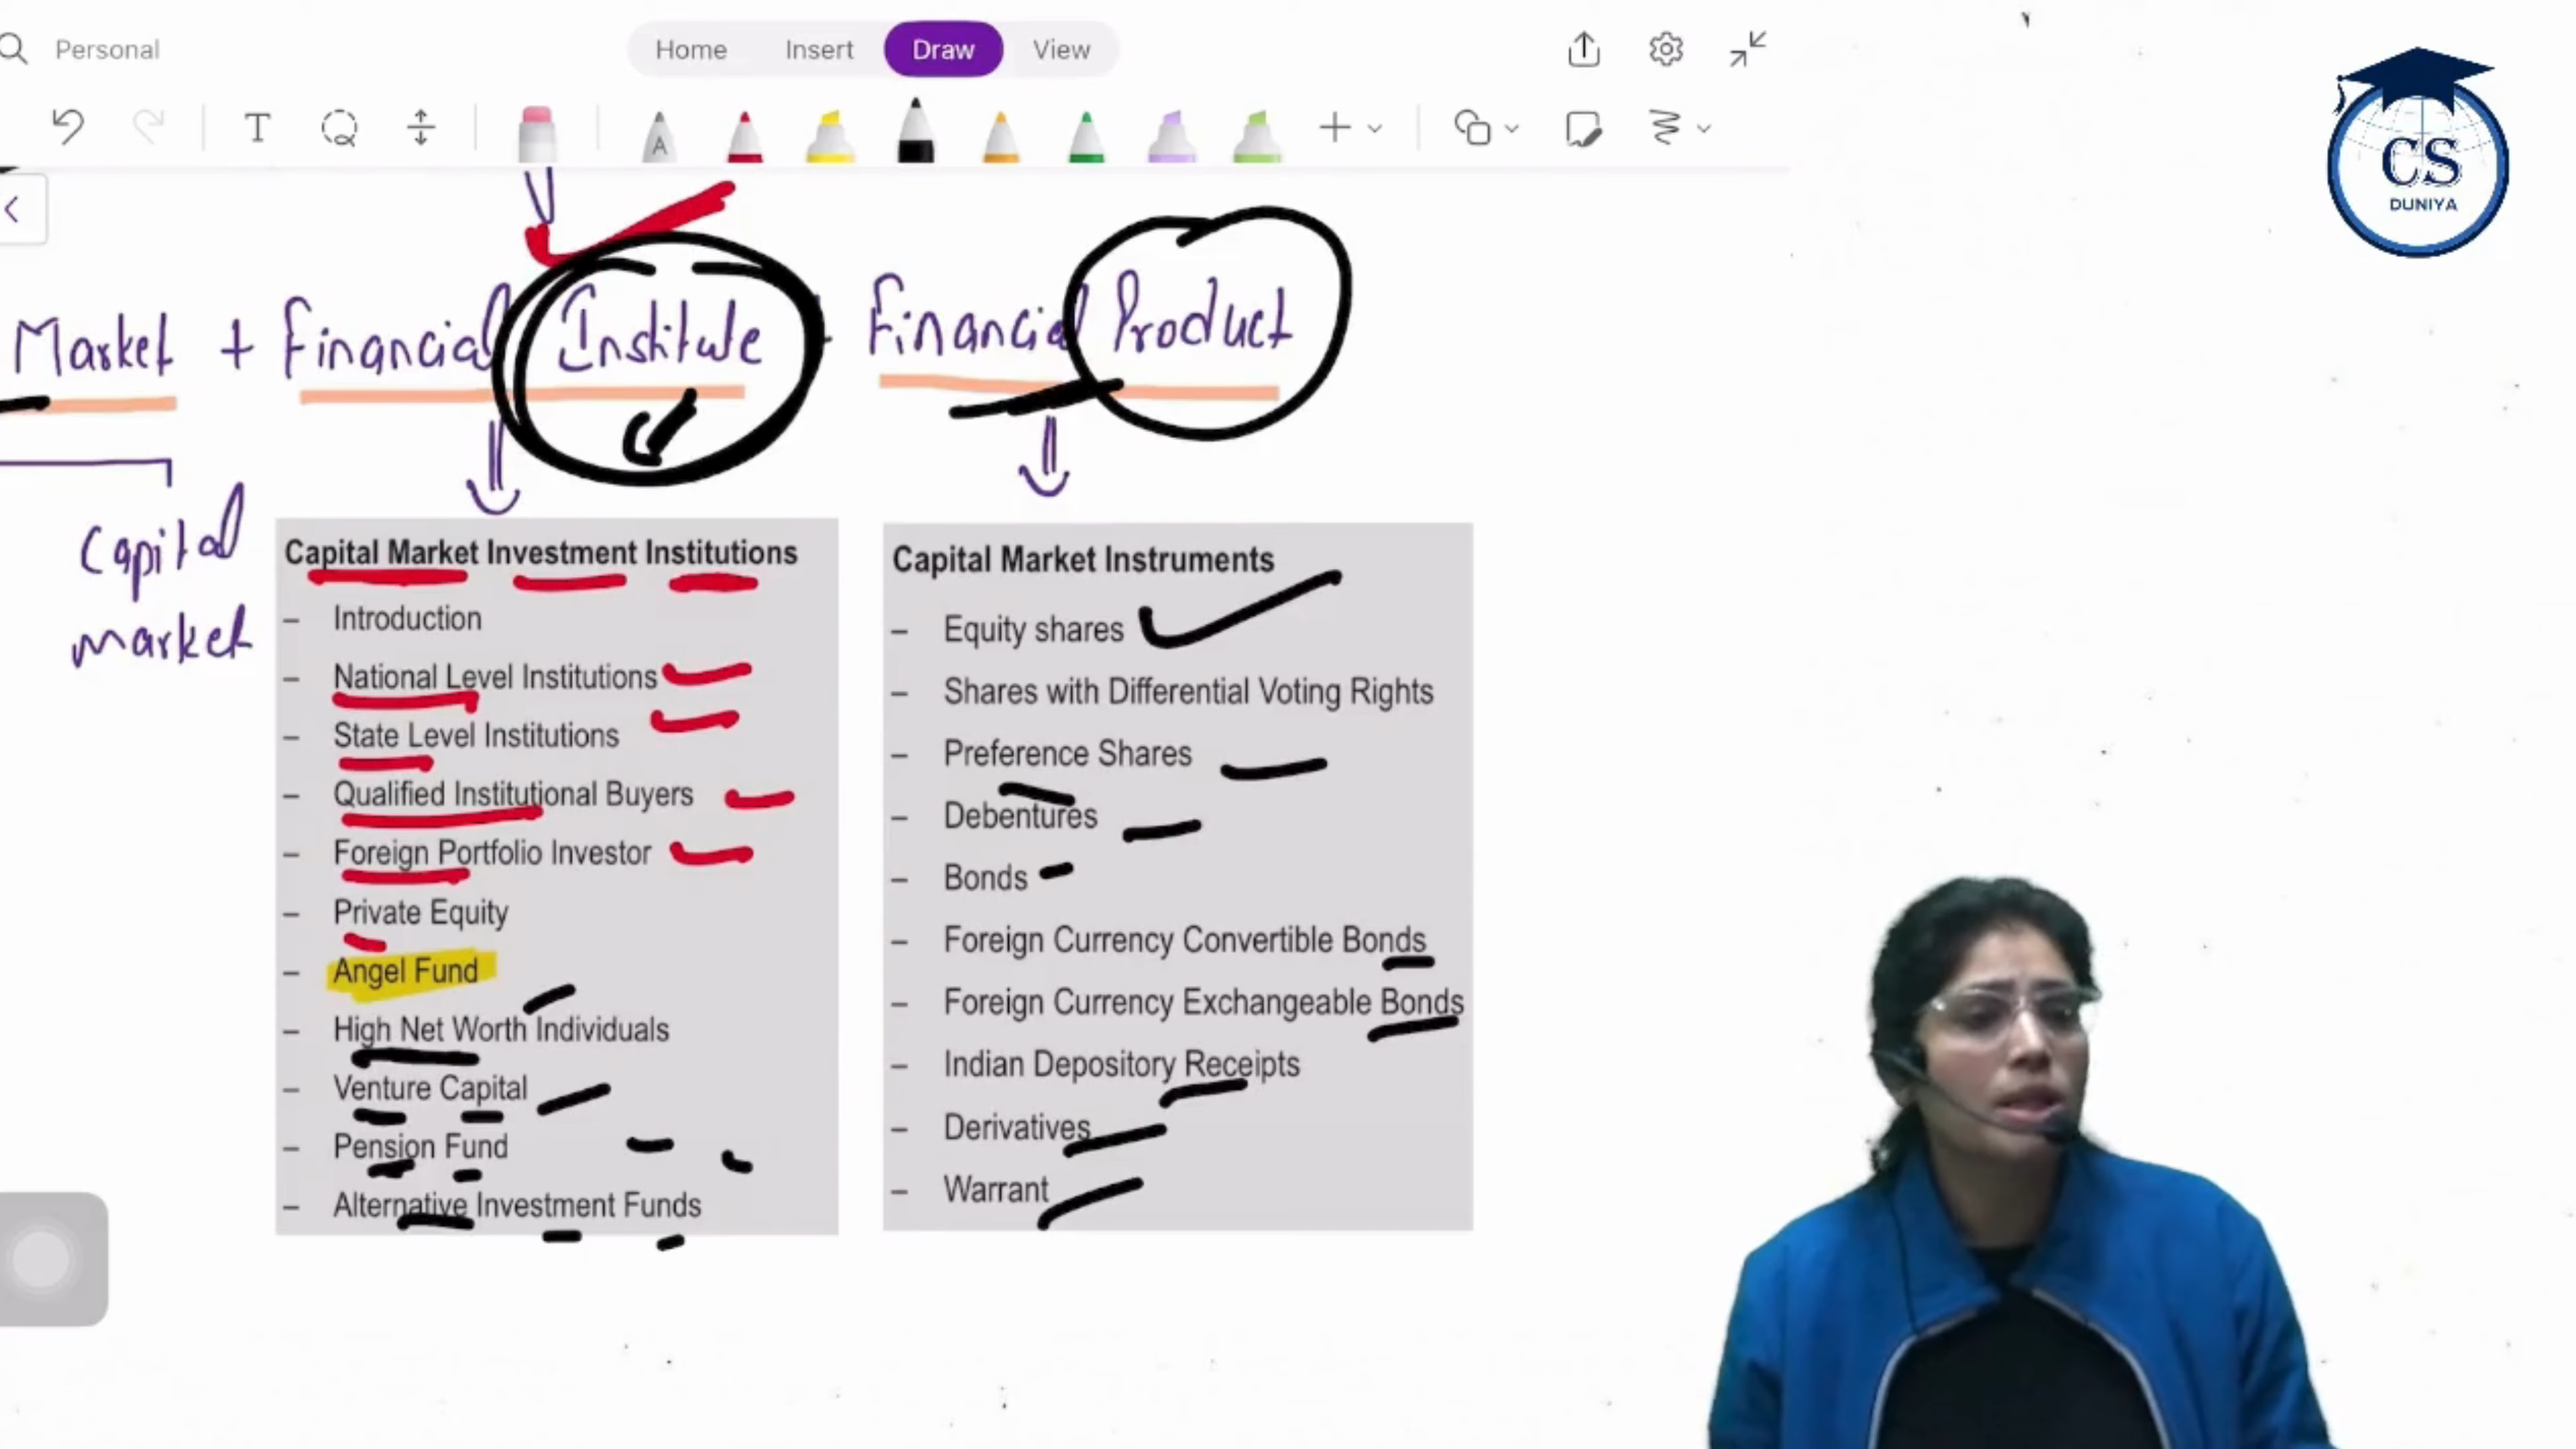 Personal
Home Insert Draw View
CS
DUNIYA
Market + Financial Institute + Financial Product
Capital
market
Capital Market Investment Institutions
– Introduction
– National Level Institutions
– State Level Institutions
– Qualified Institutional Buyers
– Foreign Portfolio Investor
– Private Equity
– Angel Fund
– High Net Worth Individuals
– Venture Capital
– Pension Fund
– Alternative Investment Funds
Capital Market Instruments
– Equity shares
– Shares with Differential Voting Rights
– Preference Shares
– Debentures
– Bonds
– Foreign Currency Convertible Bonds
– Foreign Currency Exchangeable Bonds
– Indian Depository Receipts
– Derivatives
– Warrant